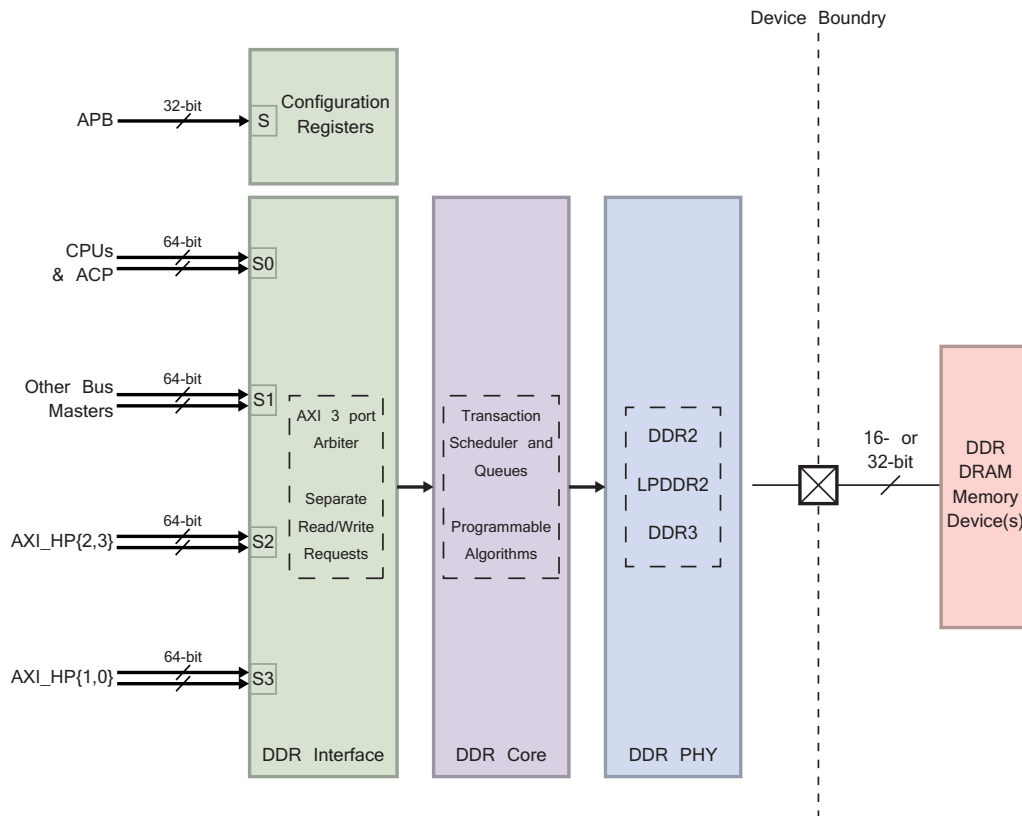 Device Boundry
Configuration
Registers
32-bit
APB
S
CPUs
& ACP
64-bit
S0
Other Bus
Masters
64-bit
S1
AXI_HP{2,3}
64-bit
S2
AXI_HP{1,0}
64-bit
S3
AXI 3 port
Arbiter
Separate
Read/Write
Requests
DDR Interface
Transaction
Scheduler and
Queues
Programmable
Algorithms
DDR Core
DDR2
LPDDR2
DDR3
DDR PHY
16- or
32-bit
DDR
DRAM
Memory
Device(s)